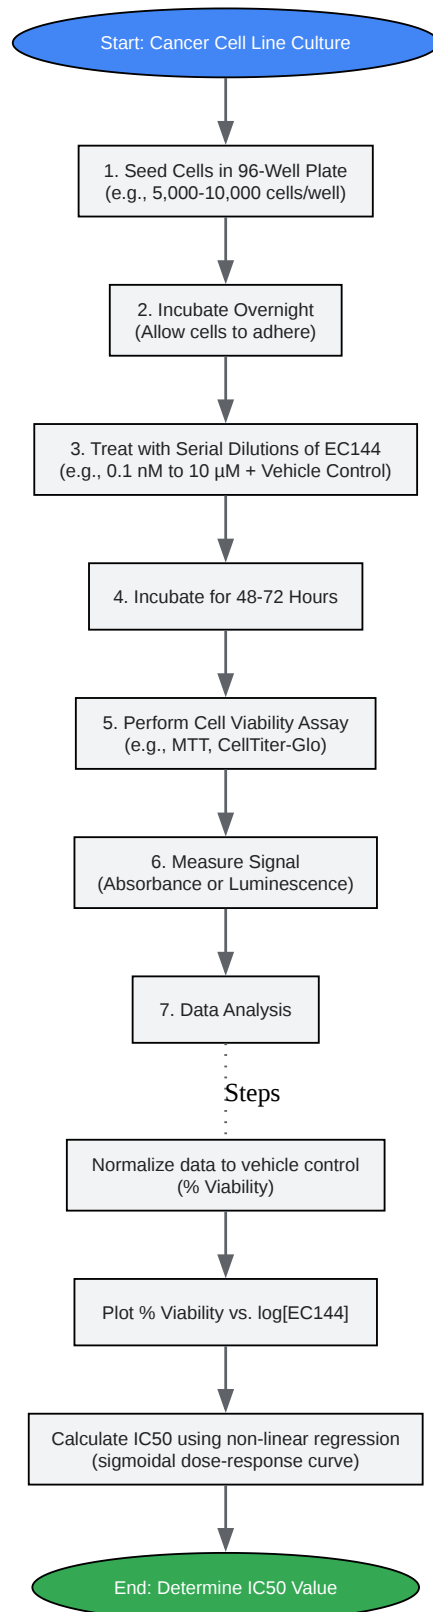 Start: Cancer Cell Line Culture
1. Seed Cells in 96-Well Plate
(e.g., 5,000-10,000 cells/well)
2. Incubate Overnight
(Allow cells to adhere)
3. Treat with Serial Dilutions of EC144
(e.g., 0.1 nM to 10 µM + Vehicle Control)
4. Incubate for 48-72 Hours
5. Perform Cell Viability Assay
(e.g., MTT, CellTiter-Glo)
6. Measure Signal
(Absorbance or Luminescence)
7. Data Analysis
Steps
Normalize data to vehicle control
(% Viability)
Plot % Viability vs. log[EC144]
Calculate IC50 using non-linear regression
(sigmoidal dose-response curve)
End: Determine IC50 Value